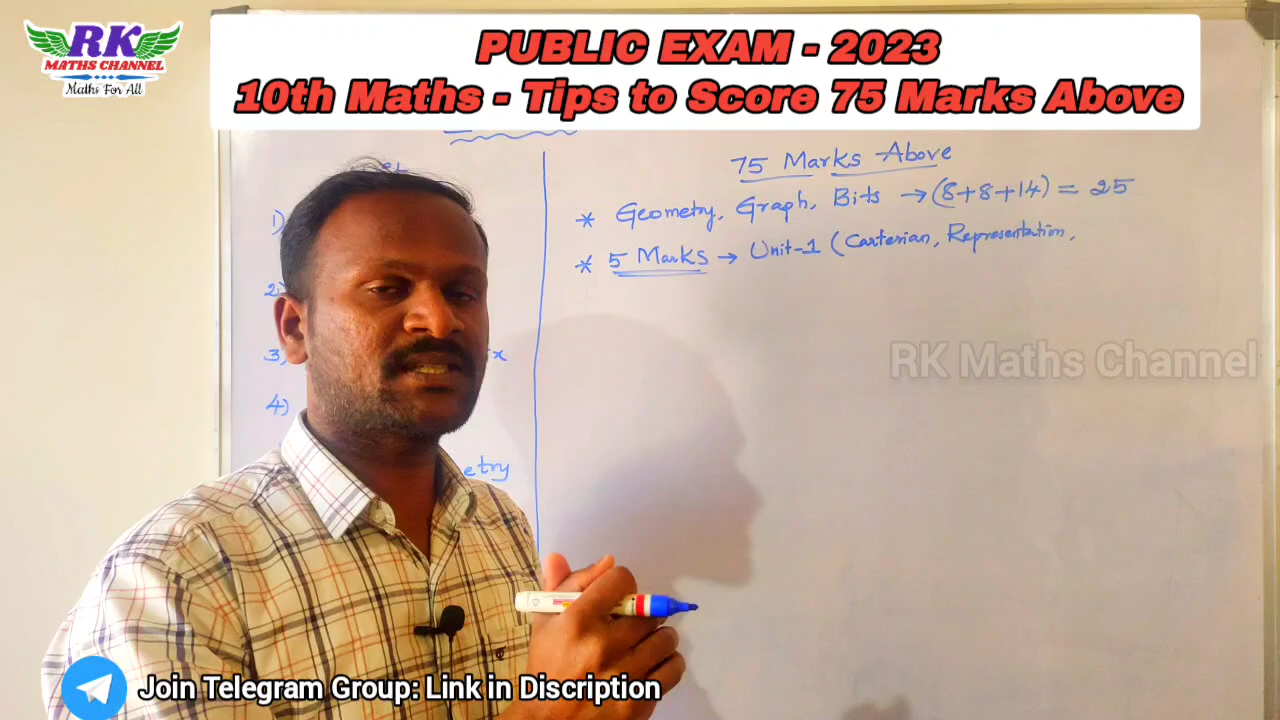 RK
MATHS CHANNEL
Maths For All
PUBLIC EXAM - 2023
10th Maths - Tips to Score 75 Marks Above
1)
2)
3)
4)
ix
etry
75 Marks Above
* Geometry, Graph, Bits → (8+8+14) = 25
* 5 Marks → Unit-1 (Carterian, Representation,
RK Maths Channel
Join Telegram Group: Link in Discription